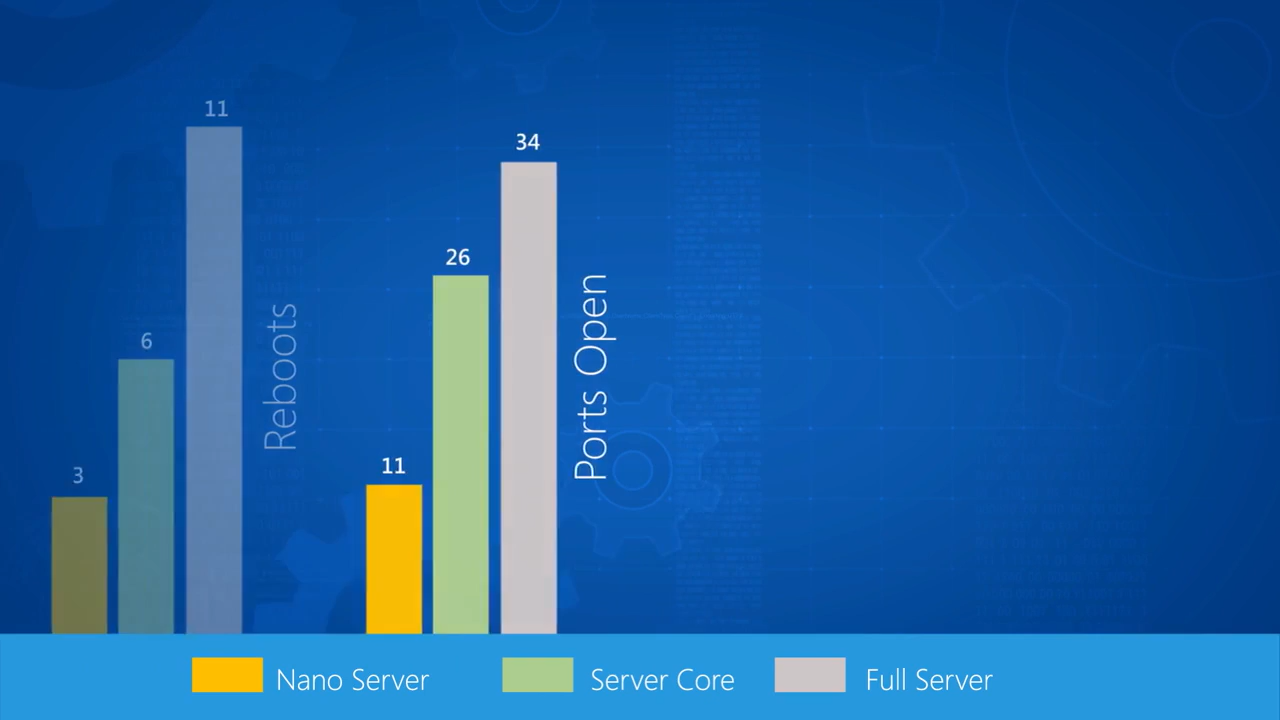 11
34
26
6
3
11
Reboots
Ports Open
Nano Server
Server Core
Full Server